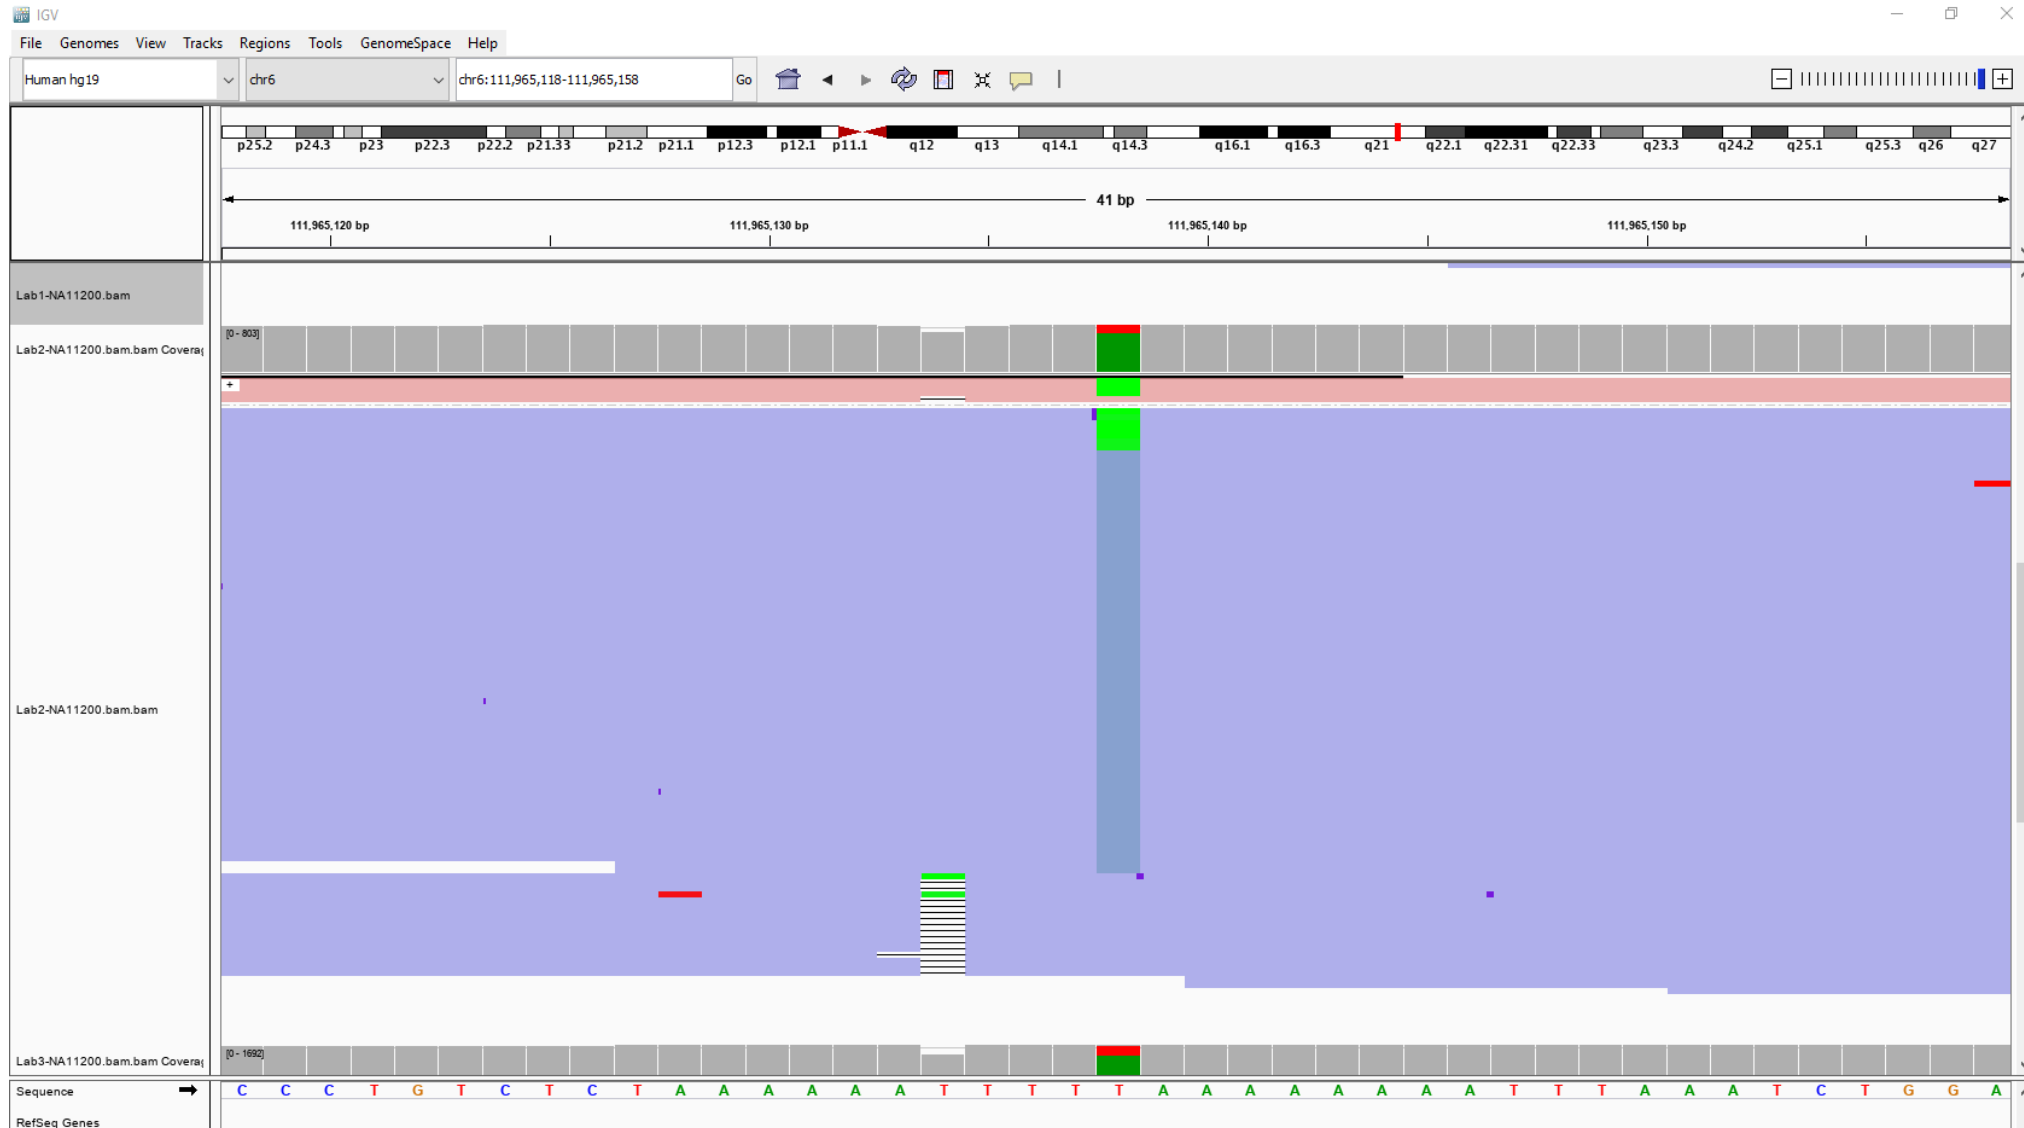 IGV
File Genomes View Tracks Regions Tools GenomeSpace Help
Human hg19 chr6 chr6:111,965,118-111,965,158 Go
p25.2 p24.3 p23 p22.3 p22.2 p21.33 p21.2 p21.1 p12.3 p12.1 p11.1 q12 q13 q14.1 q14.3 q16.1 q16.3 q21 q22.1 q22.31 q22.33 q23.3 q24.2 q25.1 q25.3 q26 q27
41 bp
111,965,120 bp 111,965,130 bp 111,965,140 bp 111,965,150 bp
Lab1-NA11200.bam
[0 - 803]
Lab2-NA11200.bam.bam Coverag
Lab2-NA11200.bam.bam
[0 - 1692]
Lab3-NA11200.bam.bam Coverag
Sequence C C C T G T C T C T A A A A A A T T T T T A A A A A A A A T T T A A A T C T G G A
RefSeq Genes